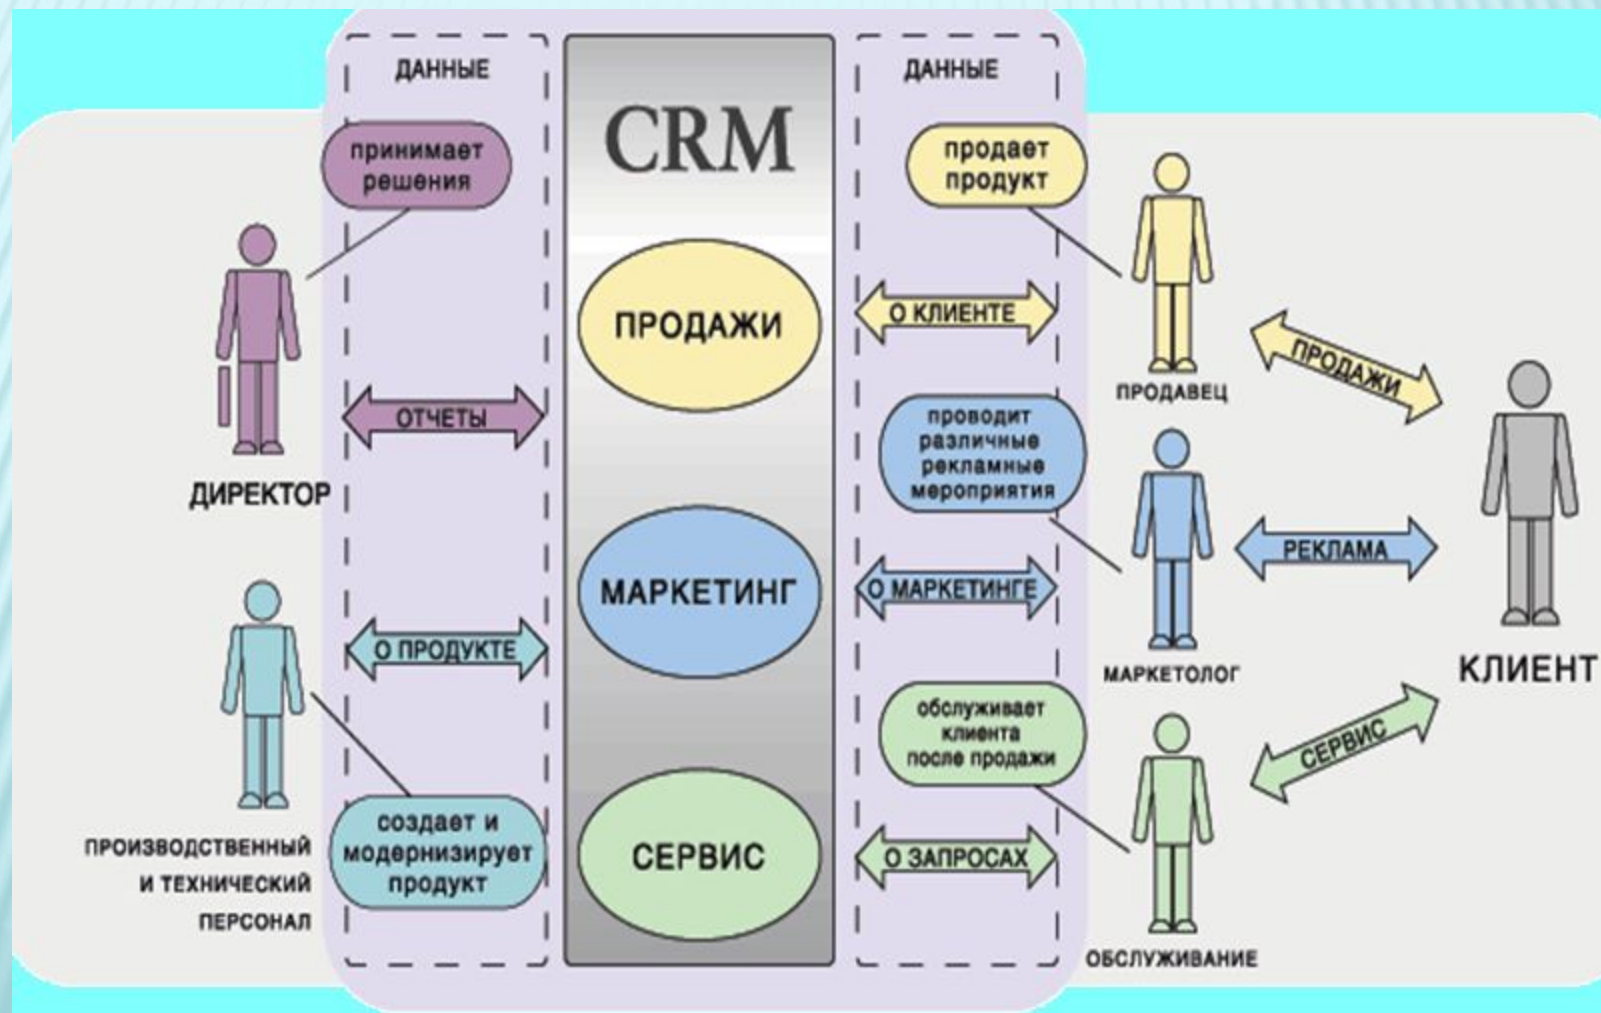 ДАННЫЕ
принимает
решения
ДИРЕКТОР
ОТЧЕТЫ
О ПРОДУКТЕ
создает и
модернизирует
продукт
ПРОИЗВОДСТВЕННЫЙ
И ТЕХНИЧЕСКИЙ
ПЕРСОНАЛ
CRM
ПРОДАЖИ
МАРКЕТИНГ
СЕРВИС
ДАННЫЕ
продает
продукт
О КЛИЕНТЕ
ПРОДАВЕЦ
проводит
различные
рекламные
мероприятия
О МАРКЕТИНГЕ
МАРКЕТОЛОГ
обслуживает
клиента
после продажи
О ЗАПРОСАХ
ОБСЛУЖИВАНИЕ
ПРОДАЖИ
РЕКЛАМА
СЕРВИС
КЛИЕНТ